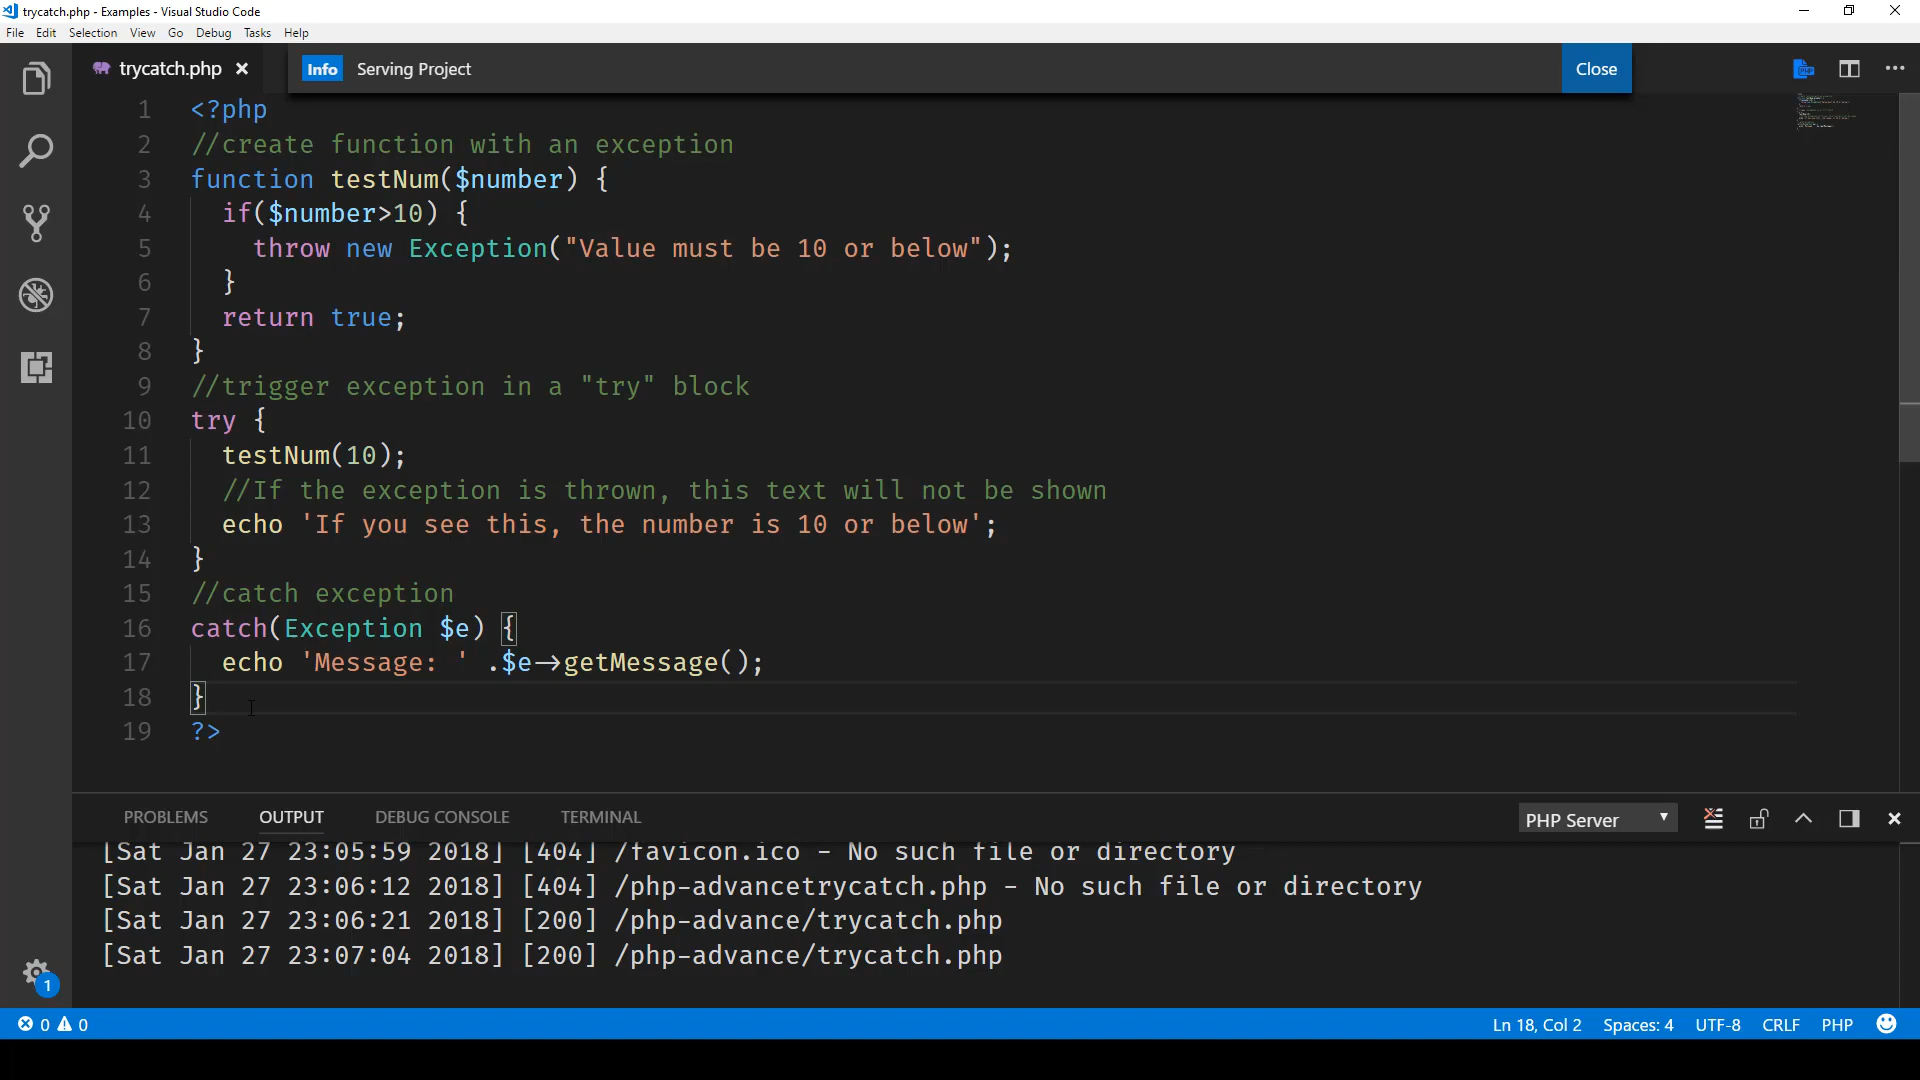 trycatch.php - Examples - Visual Studio Code
File Edit Selection View Go Debug Tasks Help
trycatch.php
Info Serving Project Close
1 <?php
2 //create function with an exception
3 function testNum($number) {
4 if($number>10) {
5 throw new Exception("Value must be 10 or below");
6 }
7 return true;
8 }
9 //trigger exception in a "try" block
10 try {
11 testNum(10);
12 //If the exception is thrown, this text will not be shown
13 echo 'If you see this, the number is 10 or below';
14 }
15 //catch exception
16 catch(Exception $e) {
17 echo 'Message: ' .$e→getMessage();
18 }
19 ?>
PROBLEMS OUTPUT DEBUG CONSOLE TERMINAL PHP Server
[Sat Jan 27 23:05:59 2018] [404] /favicon.ico - No such file or directory
[Sat Jan 27 23:06:12 2018] [404] /php-advancetrycatch.php - No such file or directory
[Sat Jan 27 23:06:21 2018] [200] /php-advance/trycatch.php
[Sat Jan 27 23:07:04 2018] [200] /php-advance/trycatch.php
1
0 0 Ln 18, Col 2 Spaces: 4 UTF-8 CRLF PHP